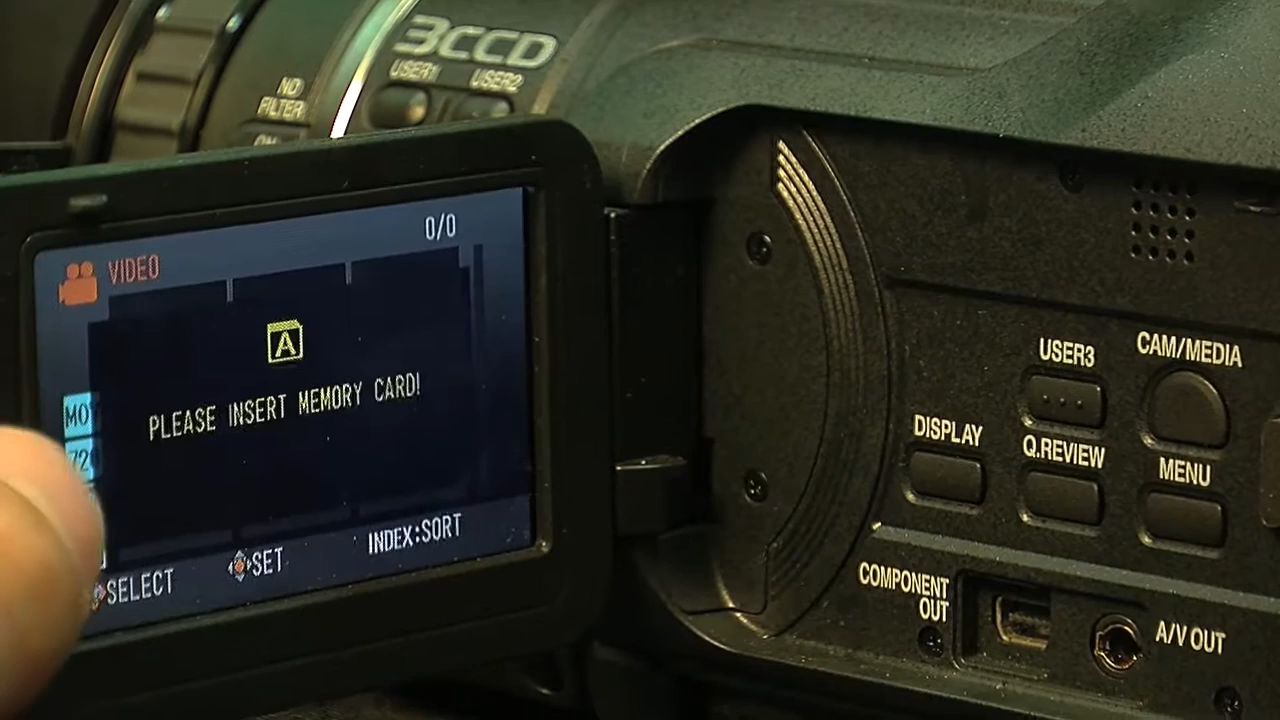 3CCD
USER1
USER2
ND
FILTER
0/0
VIDEO
A
PLEASE INSERT MEMORY CARD!
SELECT
SET
INDEX:SORT
USER3
CAM/MEDIA
DISPLAY
Q.REVIEW
MENU
COMPONENT
OUT
A/V OUT